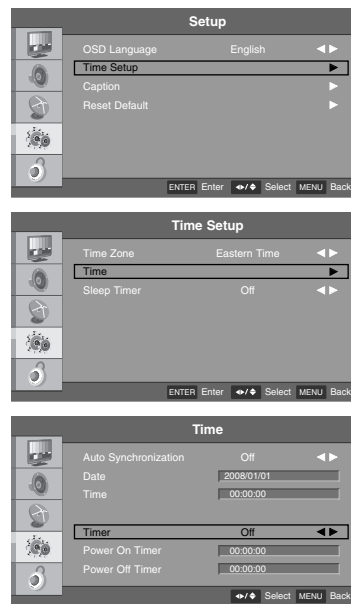 Setup
OSD Language English
Time Setup
Caption
Reset Default
ENTER Enter / Select MENU Back
Time Setup
Time Zone Eastern Time
Time
Sleep Timer Off
ENTER Enter / Select MENU Back
Time
Auto Synchronization Off
Date 2008/01/01
Time 00:00:00
Timer Off
Power On Timer 00:00:00
Power Off Timer 00:00:00
/ Select MENU Back